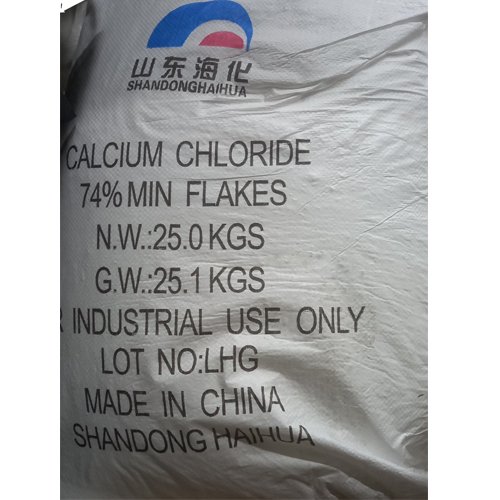 山东海化
SHANDONGHAIHUA
CALCIUM CHLORIDE
74% MIN FLAKES
N.W.:25.0 KGS
G.W.:25.1 KGS
R INDUSTRIAL USE ONLY
LOT NO:LHG
MADE IN CHINA
SHANDONG HAIHUA